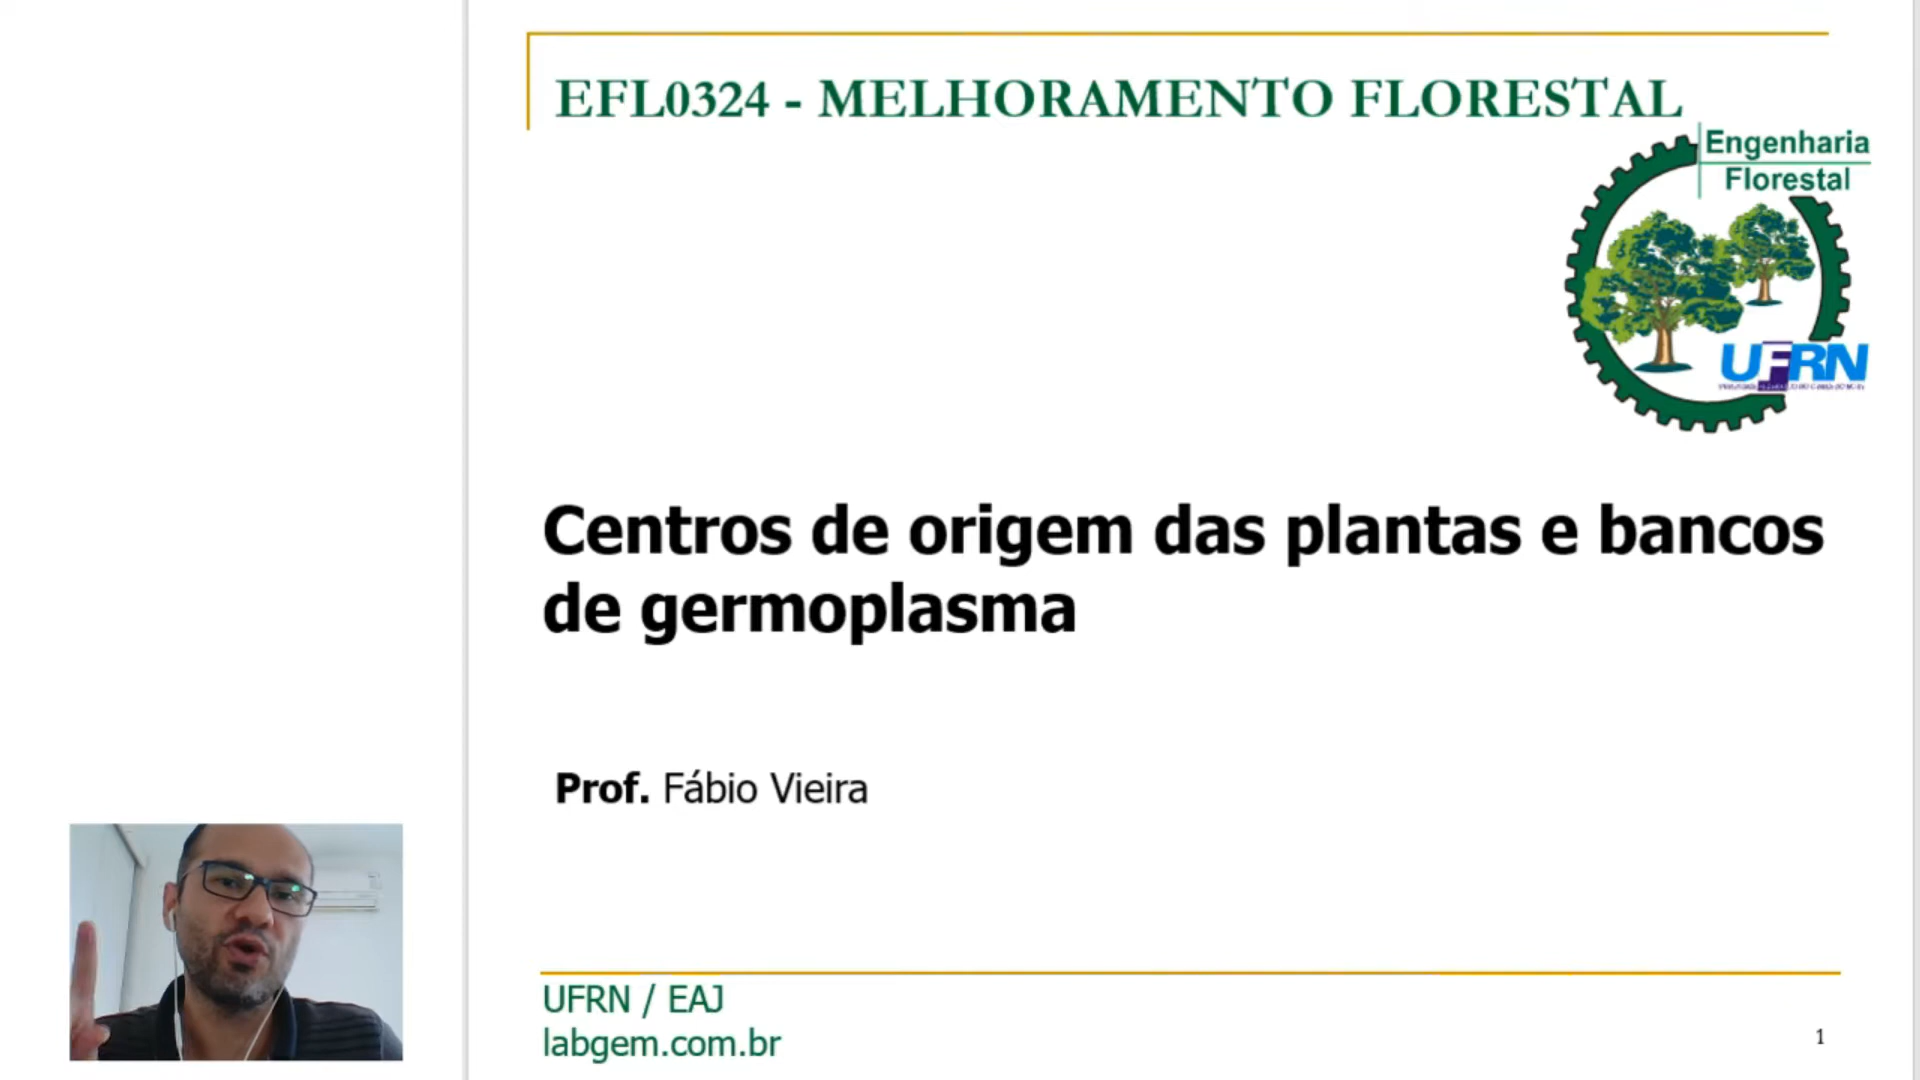 EFL0324 - MELHORAMENTO FLORESTAL
Engenharia
Florestal
UFRN
Centros de origem das plantas e bancos
de germoplasma
Prof. Fábio Vieira
UFRN / EAJ
labgem.com.br
1